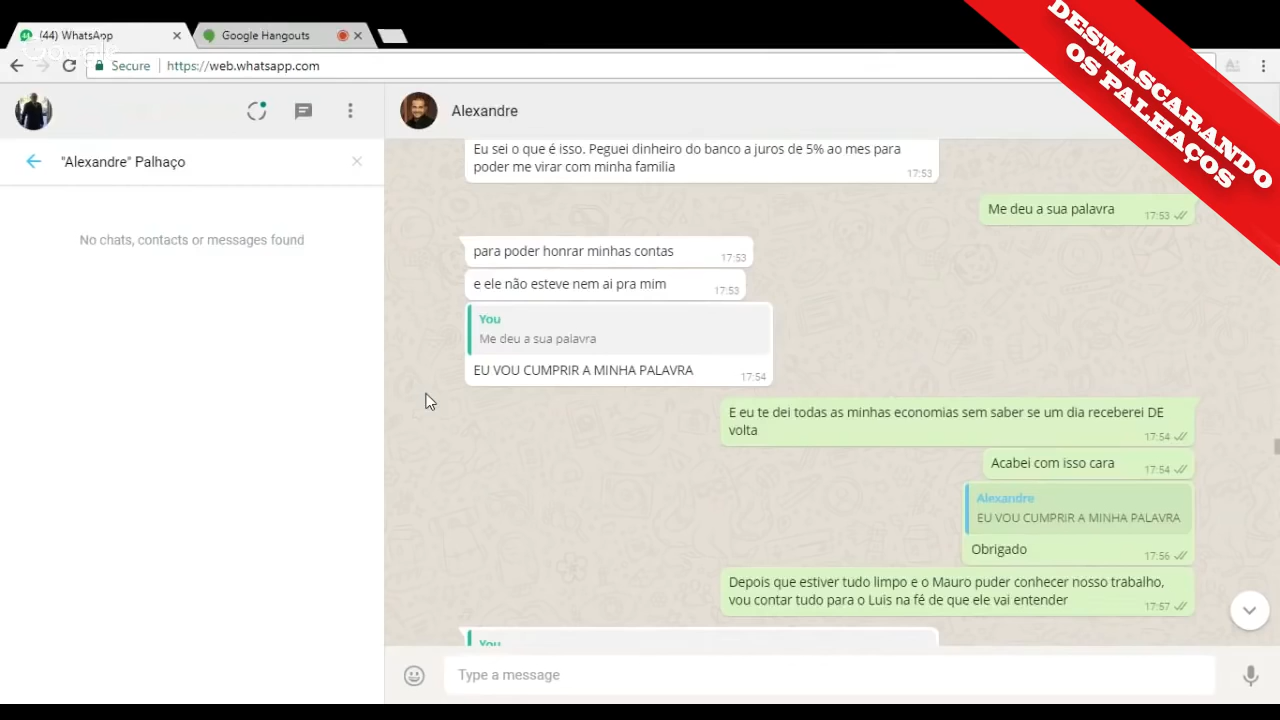 (44) WhatsApp
Google Hangouts
Google
Secure
https://web.whatsapp.com
DESMASCARANDO
OS PALHAÇOS
Alexandre
"Alexandre" Palhaço
No chats, contacts or messages found
Eu sei o que é isso. Peguei dinheiro do banco a juros de 5% ao mes para
poder me virar com minha familia
17:53
Me deu a sua palavra
17:53
para poder honrar minhas contas
17:53
e ele não esteve nem ai pra mim
17:53
You
Me deu a sua palavra
EU VOU CUMPRIR A MINHA PALAVRA
17:54
E eu te dei todas as minhas economias sem saber se um dia receberei DE
volta
17:54
Acabei com isso cara
17:54
Alexandre
EU VOU CUMPRIR A MINHA PALAVRA
Obrigado
17:56
Depois que estiver tudo limpo e o Mauro puder conhecer nosso trabalho,
vou contar tudo para o Luis na fé de que ele vai entender
17:57
You
Type a message